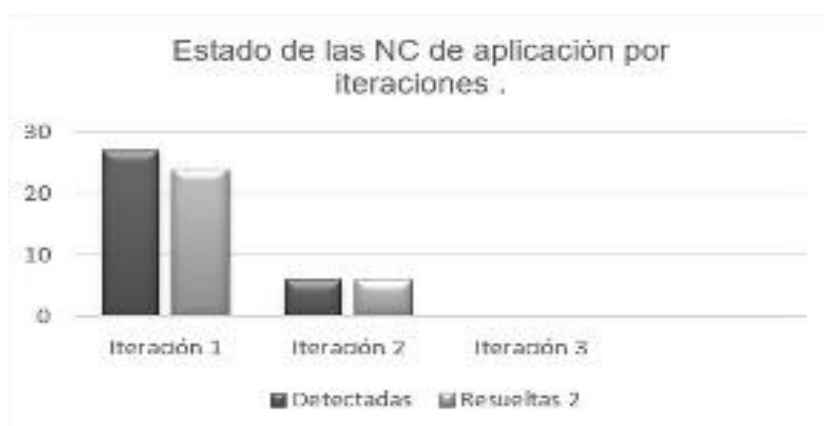 Estado de las NC de aplicación por
iteraciones .
30
20
10
0
Iteración 1
Iteración 2
Iteración 3
Detectadas
Resueltas 2